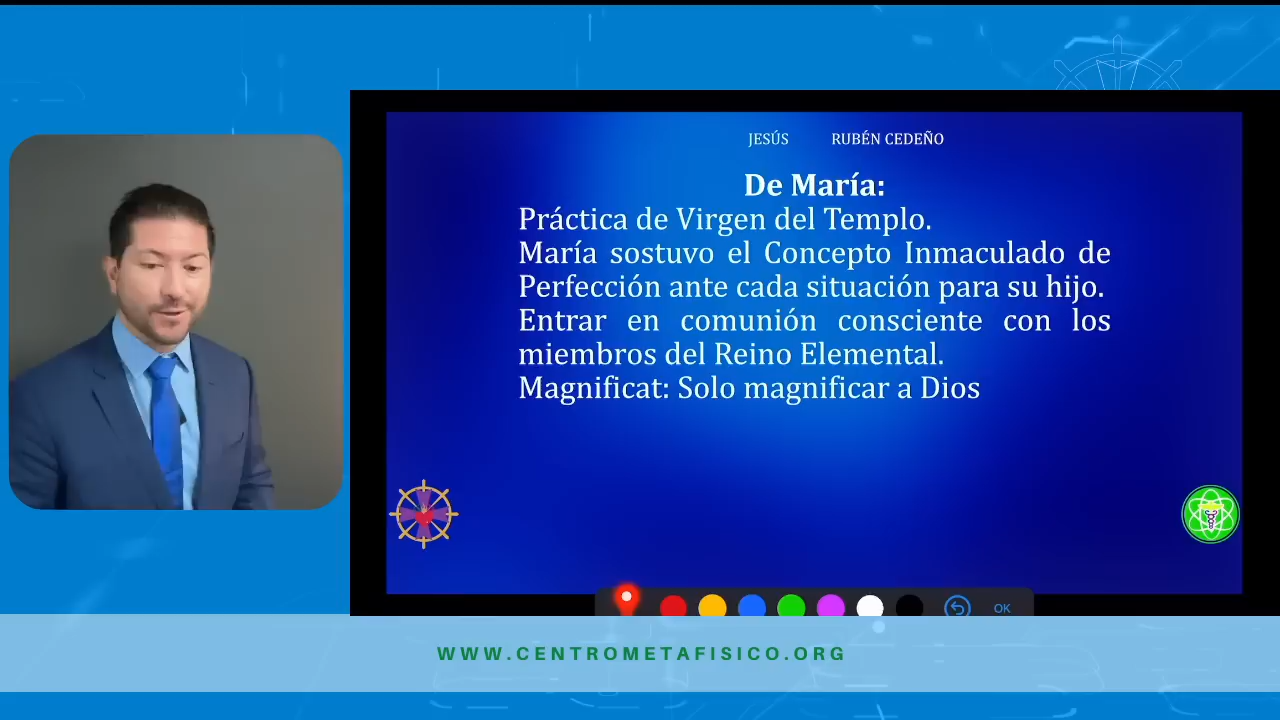 JESÚS RUBÉN CEDEÑO
De María:
Práctica de Virgen del Templo.
María sostuvo el Concepto Inmaculado de
Perfección ante cada situación para su hijo.
Entrar en comunión consciente con los
miembros del Reino Elemental.
Magnificat: Solo magnificar a Dios
OK
WWW.CENTROMETAFISICO.ORG